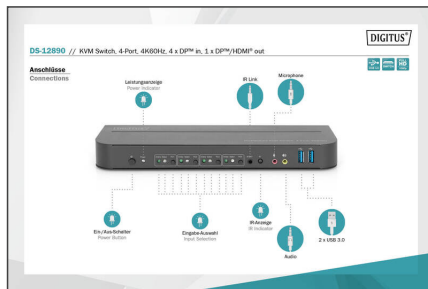 DIGITUS®
DS-12890 // KVM Switch, 4-Port, 4K60Hz, 4 x DP™ in, 1 x DP™/HDMI® out
Anschlüsse
Connections
Leistungsanzeige
Power Indicator
IR Link
Microphone
Ein-/Aus-Schalter
Power Button
Eingabe-Auswahl
Input Selection
IR-Anzeige
IR Indicator
Audio
2 x USB 3.0